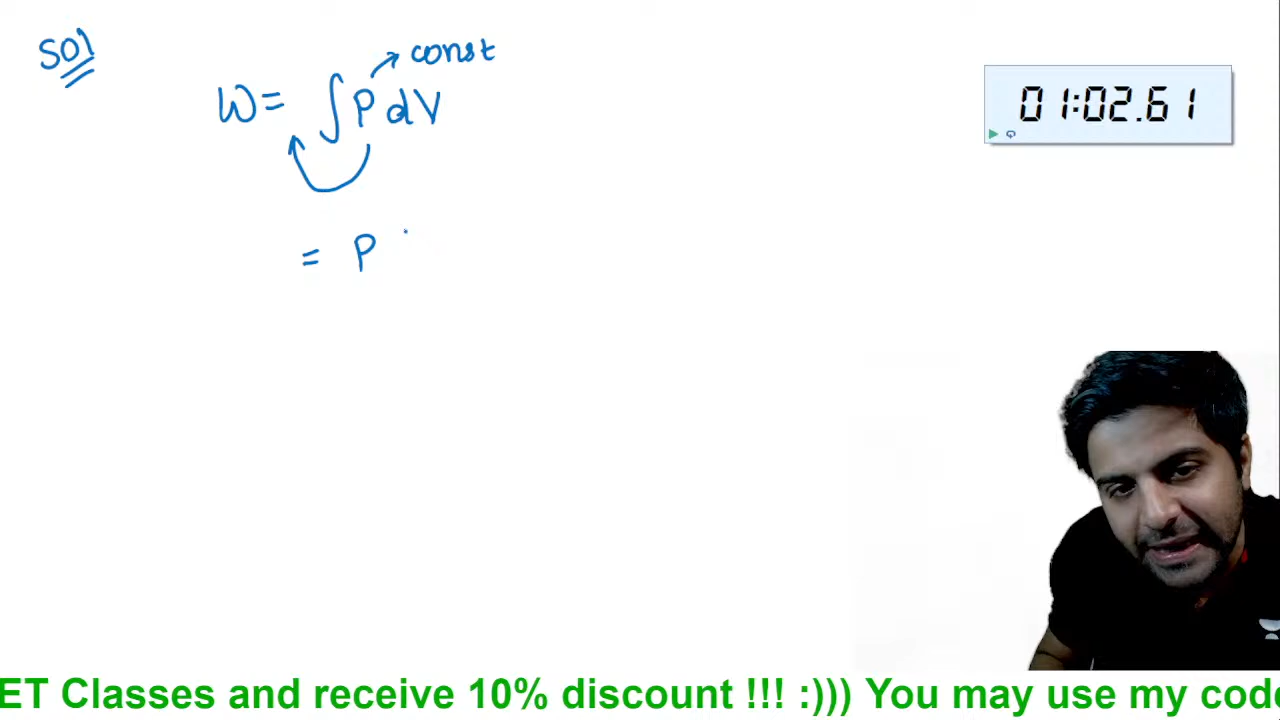 Sol
const
W = ∫ P dV
= P
01:02.61
ET Classes and receive 10% discount !!! :))) You may use my code